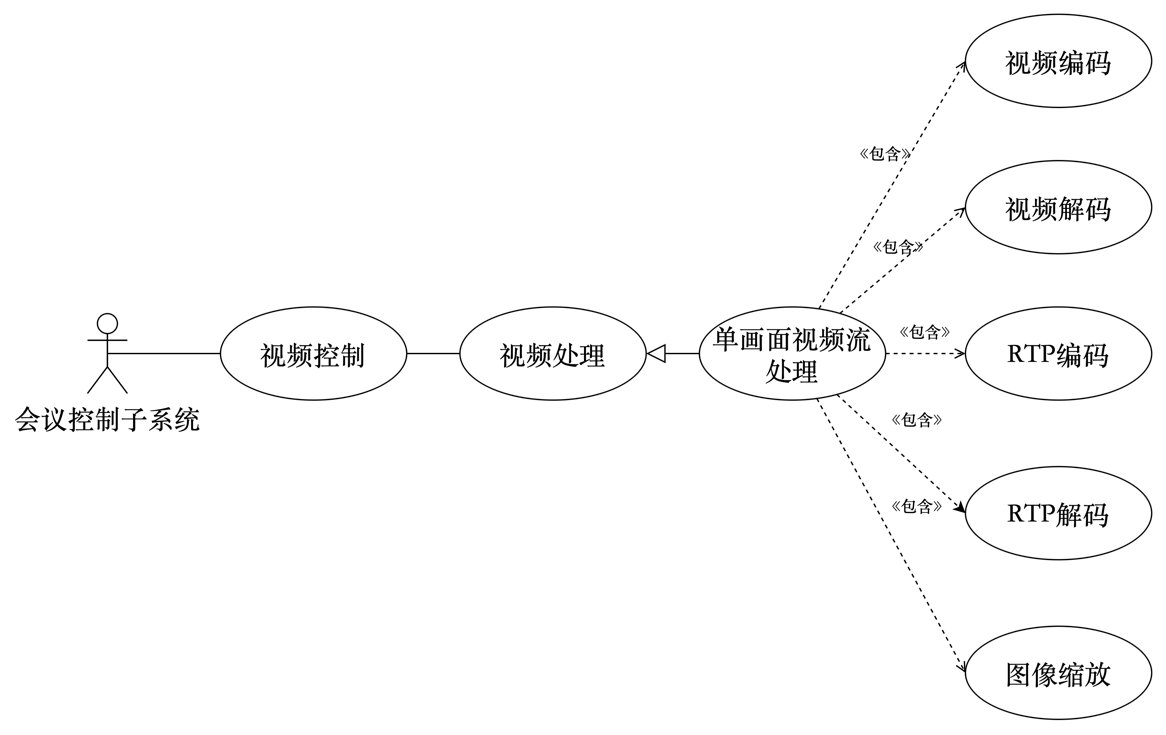 会议控制子系统
视频控制
视频处理
单画面视频流
处理
《包含》
视频编码
《包含》
视频解码
《包含》
RTP编码
《包含》
RTP解码
《包含》
图像缩放